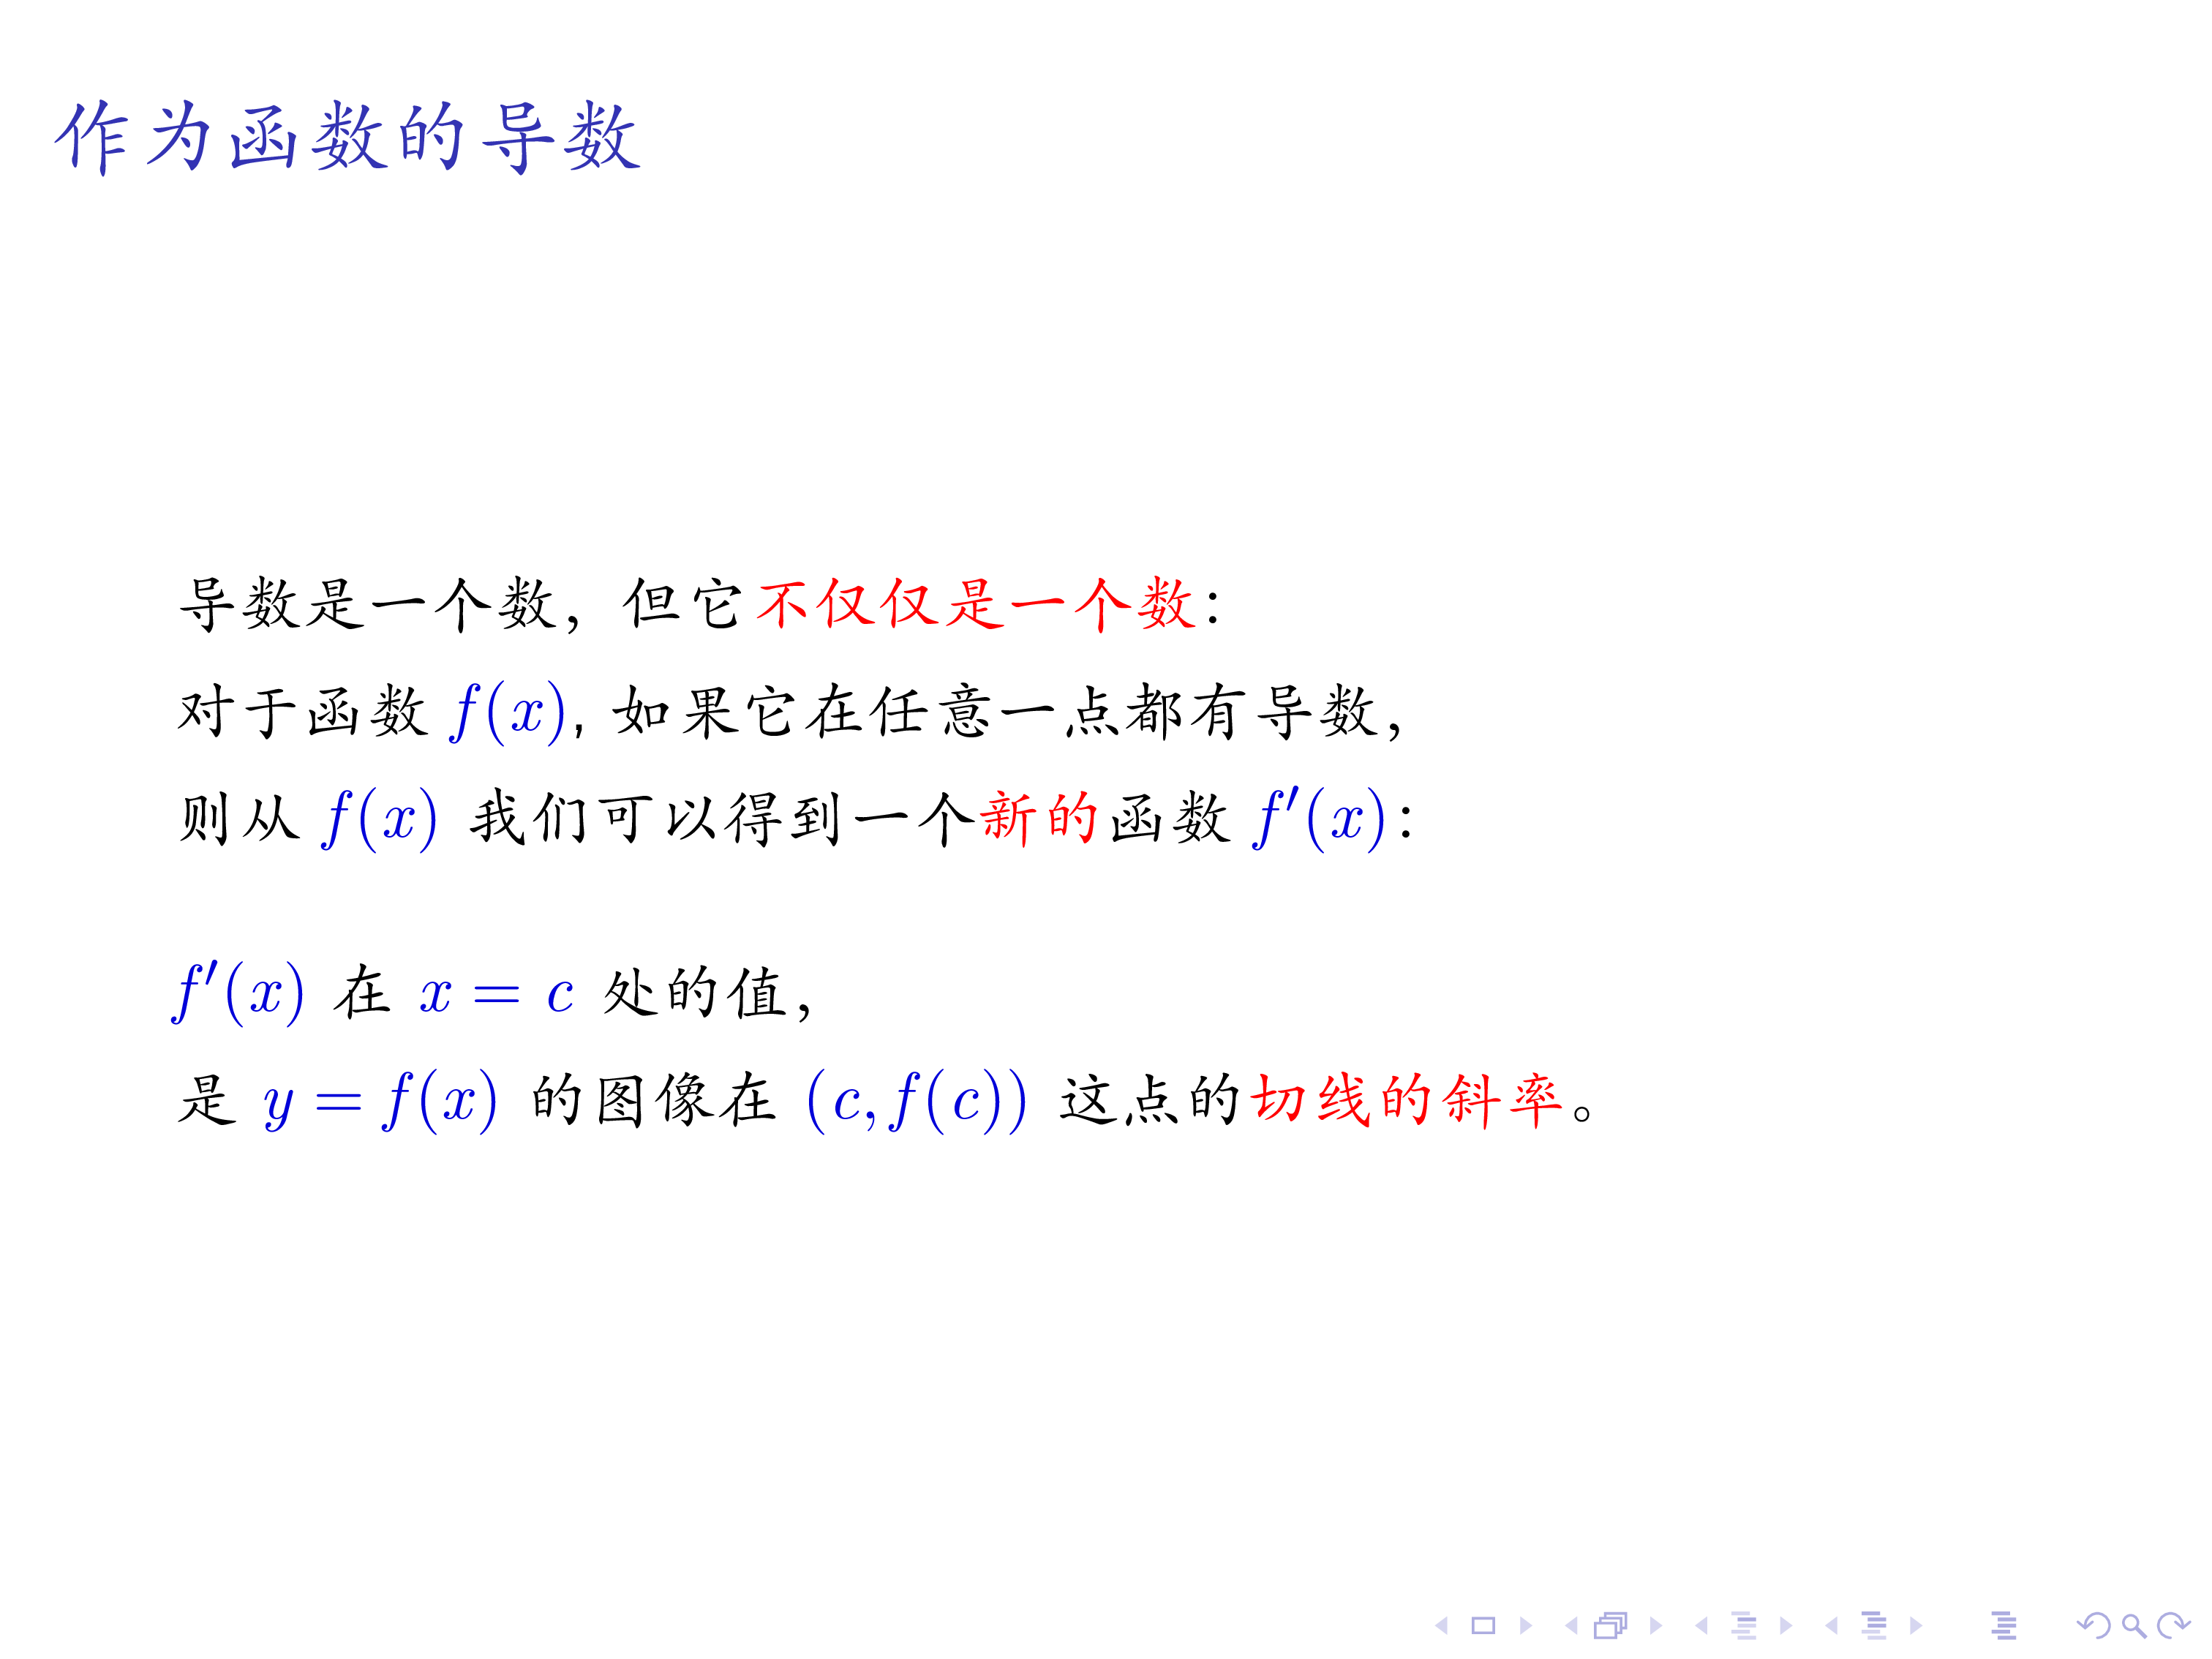 作为函数的导数
导数是一个数，但它不仅仅是一个数：
对于函数 f(x), 如果它在任意一点都有导数，
则从 f(x) 我们可以得到一个新的函数 f′(x)：
f′(x) 在 x = c 处的值，
是 y = f(x) 的图像在 (c, f(c)) 这点的切线的斜率。